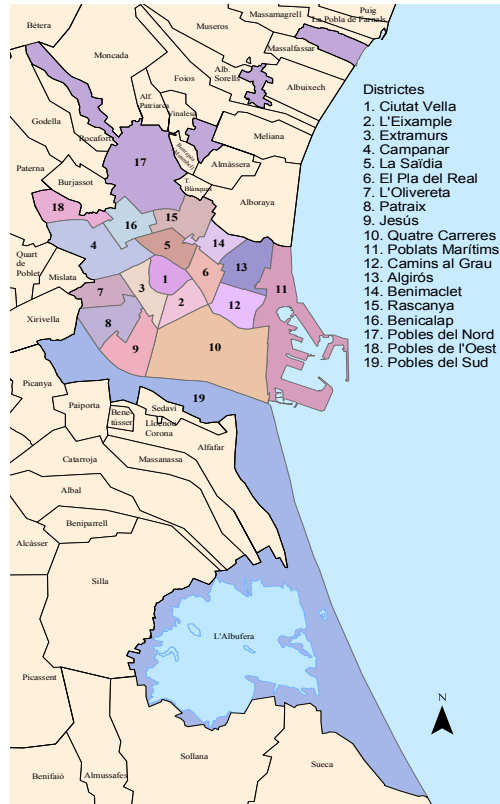 Bétera
Museros
Massamagrell
Puig
La Pobla de Farnals
Moncada
Massalfassar
Foios
Alb.
Sorells
Albuixech
Alf.
Patriarca
Vinalesa
Godella
Rocafort
Meliana
17
Bonrepòs
Mirambell
Almàssera
Paterna
Burjassot
T.
Blanques
Alboraya
18
16
15
4
5
14
Quart
de
Poblet
Mislata
6
13
11
1
3
7
2
12
Xirivella
8
9
10
Picanya
19
Paiporta
Bene-
tússer
Sedaví
Llocnou
Corona
Alfafar
Catarroja
Massanassa
Albal
Beniparrell
Alcàsser
Silla
L'Albufera
Picassent
Sollana
Sueca
Benifaió
Almussafes
N
Districtes
1. Ciutat Vella
2. L'Eixample
3. Extramurs
4. Campanar
5. La Saïdia
6. El Pla del Real
7. L'Olivereta
8. Patraix
9. Jesús
10. Quatre Carreres
11. Poblats Marítims
12. Camins al Grau
13. Algirós
14. Benimaclet
15. Rascanya
16. Benicalap
17. Pobles del Nord
18. Pobles de l'Oest
19. Pobles del Sud